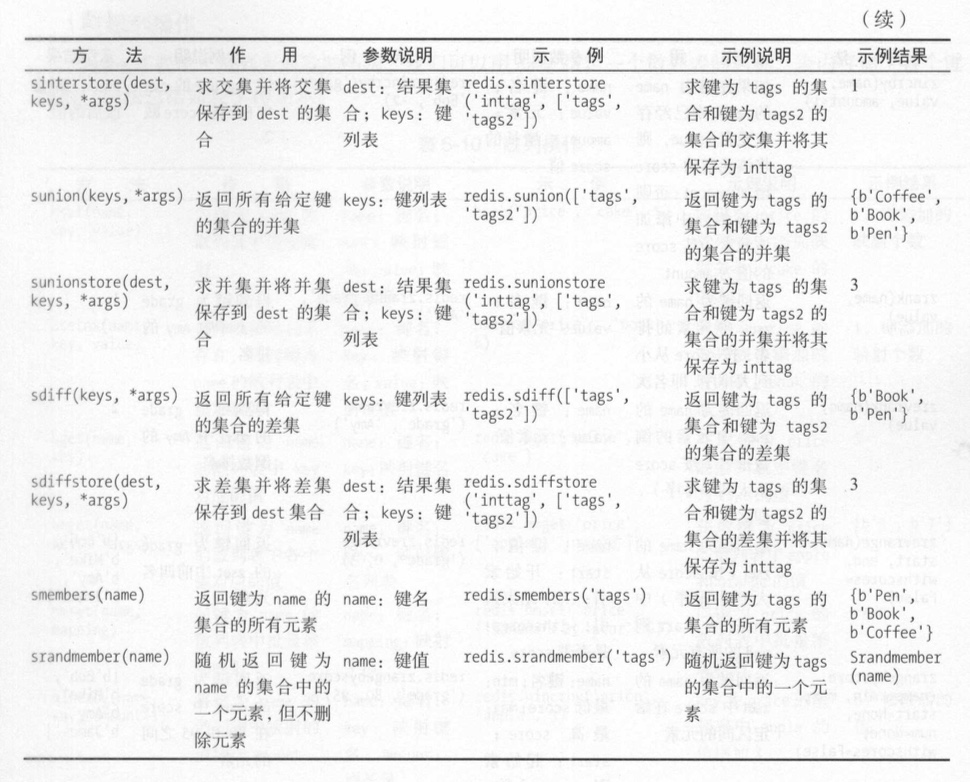 （续）
方 法 作 用 参数说明 示 例 示例说明 示例结果
sinterstore(dest, keys, *args) 求交集并将交集保存到 dest 的集合 dest：结果集合；keys：键列表 redis.sinterstore('inttag', ['tags', 'tags2']) 求键为 tags 的集合和键为 tags2 的集合的交集并将其保存为 inttag
sunion(keys, *args) 返回所有给定键的集合的并集 keys：键列表 redis.sunion(['tags', 'tags2']) 返回键为 tags 的集合和键为 tags2 的集合的并集 {b'Coffee', b'Book', b'Pen'}
sunionstore(dest, keys, *args) 求并集并将并集保存到 dest 的集合 dest：结果集合；keys：键列表 redis.sunionstore('inttag', ['tags', 'tags2']) 求键为 tags 的集合和键为 tags2 的集合的并集并将其保存为 inttag 3
sdiff(keys, *args) 返回所有给定键的集合的差集 keys：键列表 redis.sdiff(['tags', 'tags2']) 返回键为 tags 的集合和键为 tags2 的集合的差集 {b'Book', b'Pen'}
sdiffstore(dest, keys, *args) 求差集并将差集保存到 dest 集合 dest：结果集合；keys：键列表 redis.sdiffstore('inttag', ['tags', 'tags2']) 求键为 tags 的集合和键为 tags2 的集合的差集并将其保存为 inttag 3
smembers(name) 返回键为 name 的集合的所有元素 name：键名 redis.smembers('tags') 返回键为 tags 的集合的所有元素 {b'Pen', b'Book', b'Coffee'}
srandmember(name) 随机返回键为 name 的集合中的一个元素，但不删除元素 name：键值 redis.srandmember('tags') 随机返回键为 tags 的集合中的一个元素 Srandmember(name)